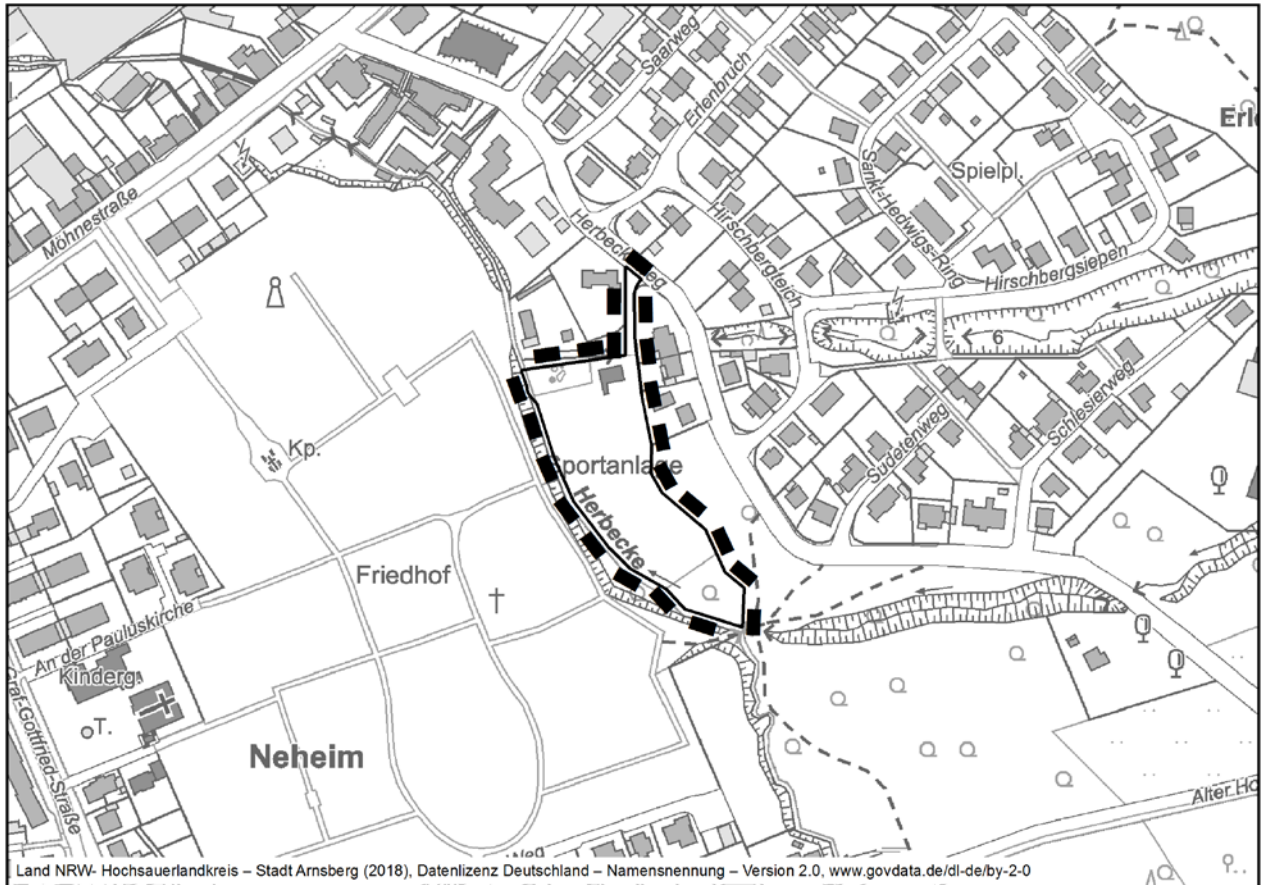 Saarweg
Erlenbruch
Spielpl.
Sankt-Hedwigs-Ring
Möhnestraße
Herbeckeweg
Hirschbergteich
Hirschbergsiepen
6
Schlesierweg
Sudetenweg
Kp.
Sportanlage
Herbecke
Friedhof
An der Pauluskirche
Kinderg.
T.
Graf-Gottfried-Straße
Neheim
Alter
Weg
Land NRW- Hochsauerlandkreis – Stadt Arnsberg (2018), Datenlizenz Deutschland – Namensnennung – Version 2.0, www.govdata.de/dl-de/by-2-0